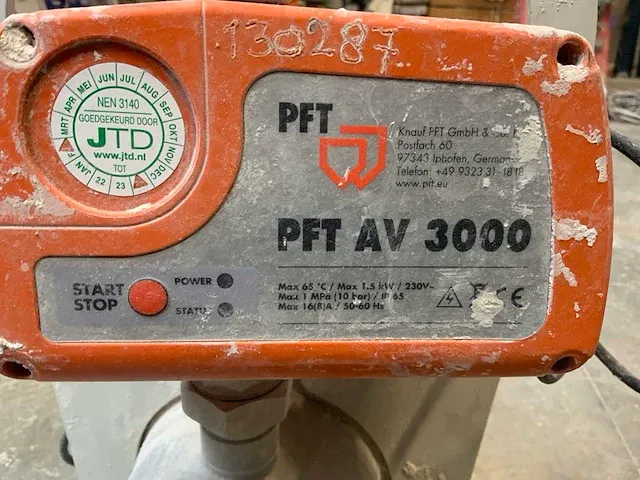 130287
JAN F MRT APR MEI JUN JUL AUG SEP OKT NOV DEC
NEN 3140
GOEDGEKEURD DOOR
JTD
www.jtd.nl
TOT
22 23
PFT
Knauf PFT GmbH &
Postfach 60
97343 Iphofen, German
Telefon: +49 9323 31-1818
www.pft.eu
PFT AV 3000
START
STOP
POWER
STATU
Max 65 °C / Max 1.5 kW / 230V~
Max 1 MPa (10 bar) / IP 65
Max 16(8)A / 50-60 Hz
CE